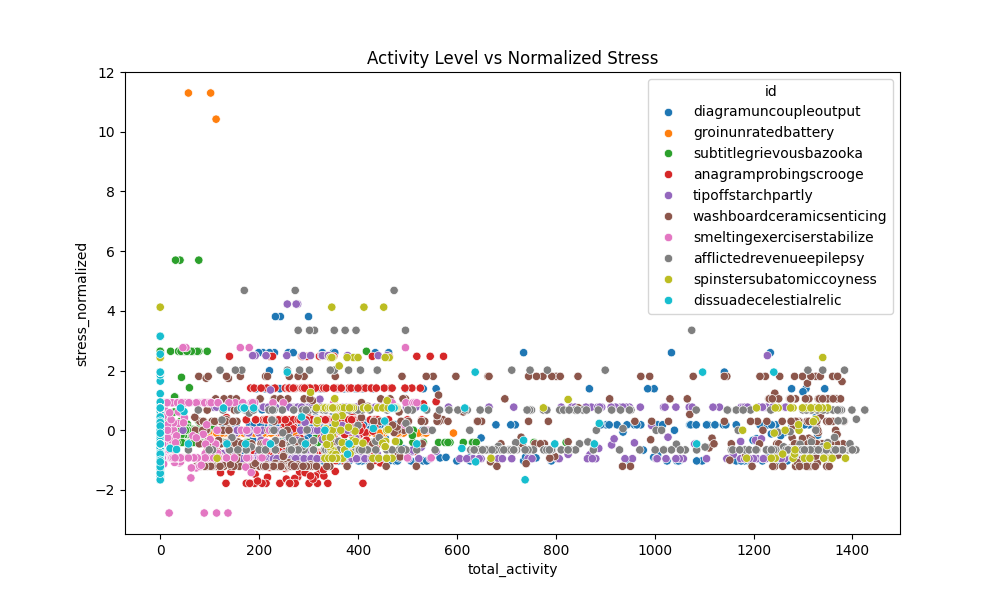 Activity Level vs Normalized Stress
12
10
8
6
4
2
0
−2
stress_normalized
id
diagramuncoupleoutput
groinunratedbattery
subtitlegrievousbazooka
anagramprobingscrooge
tipoffstarchpartly
washboardceramicsenticing
smeltingexerciserstabilize
afflictedrevenueepilepsy
spinstersubatomiccoyness
dissuadecelestialrelic
0 200 400 600 800 1000 1200 1400
total_activity